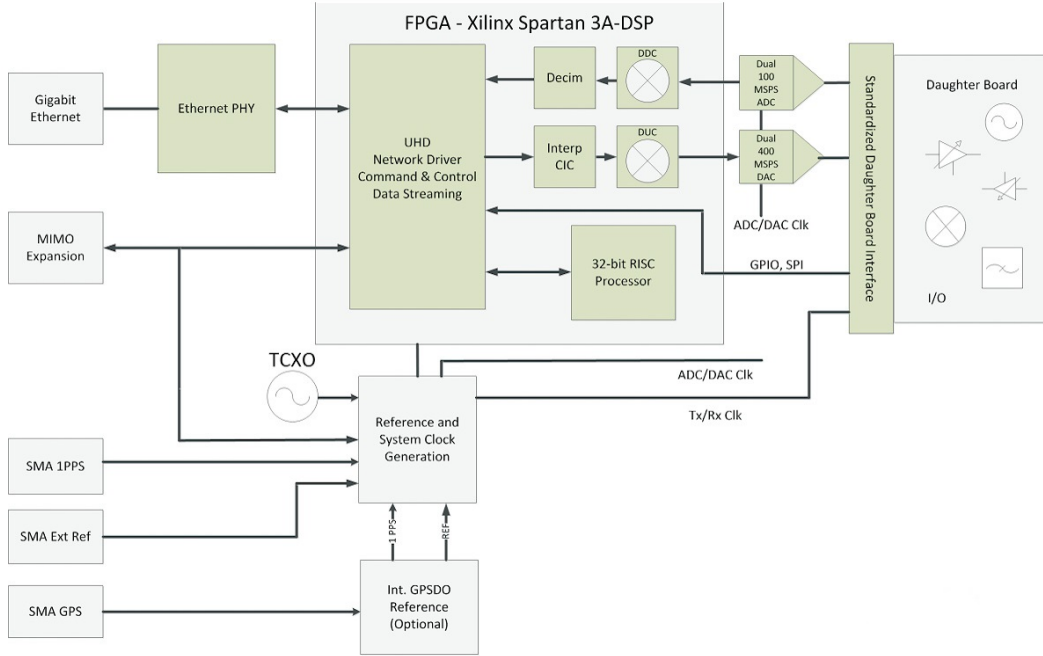 FPGA - Xilinx Spartan 3A-DSP
Gigabit
Ethernet
Ethernet PHY
UHD
Network Driver
Command & Control
Data Streaming
Decim
DDC
Dual
100
MSPS
ADC
Interp
CIC
DUC
Dual
400
MSPS
DAC
ADC/DAC Clk
Standardized Daughter Board Interface
Daughter Board
I/O
MIMO
Expansion
32-bit RISC
Processor
GPIO, SPI
TCXO
ADC/DAC Clk
Tx/Rx Clk
Reference and
System Clock
Generation
SMA 1PPS
SMA Ext Ref
1 PPS
REF
SMA GPS
Int. GPSDO
Reference
(Optional)